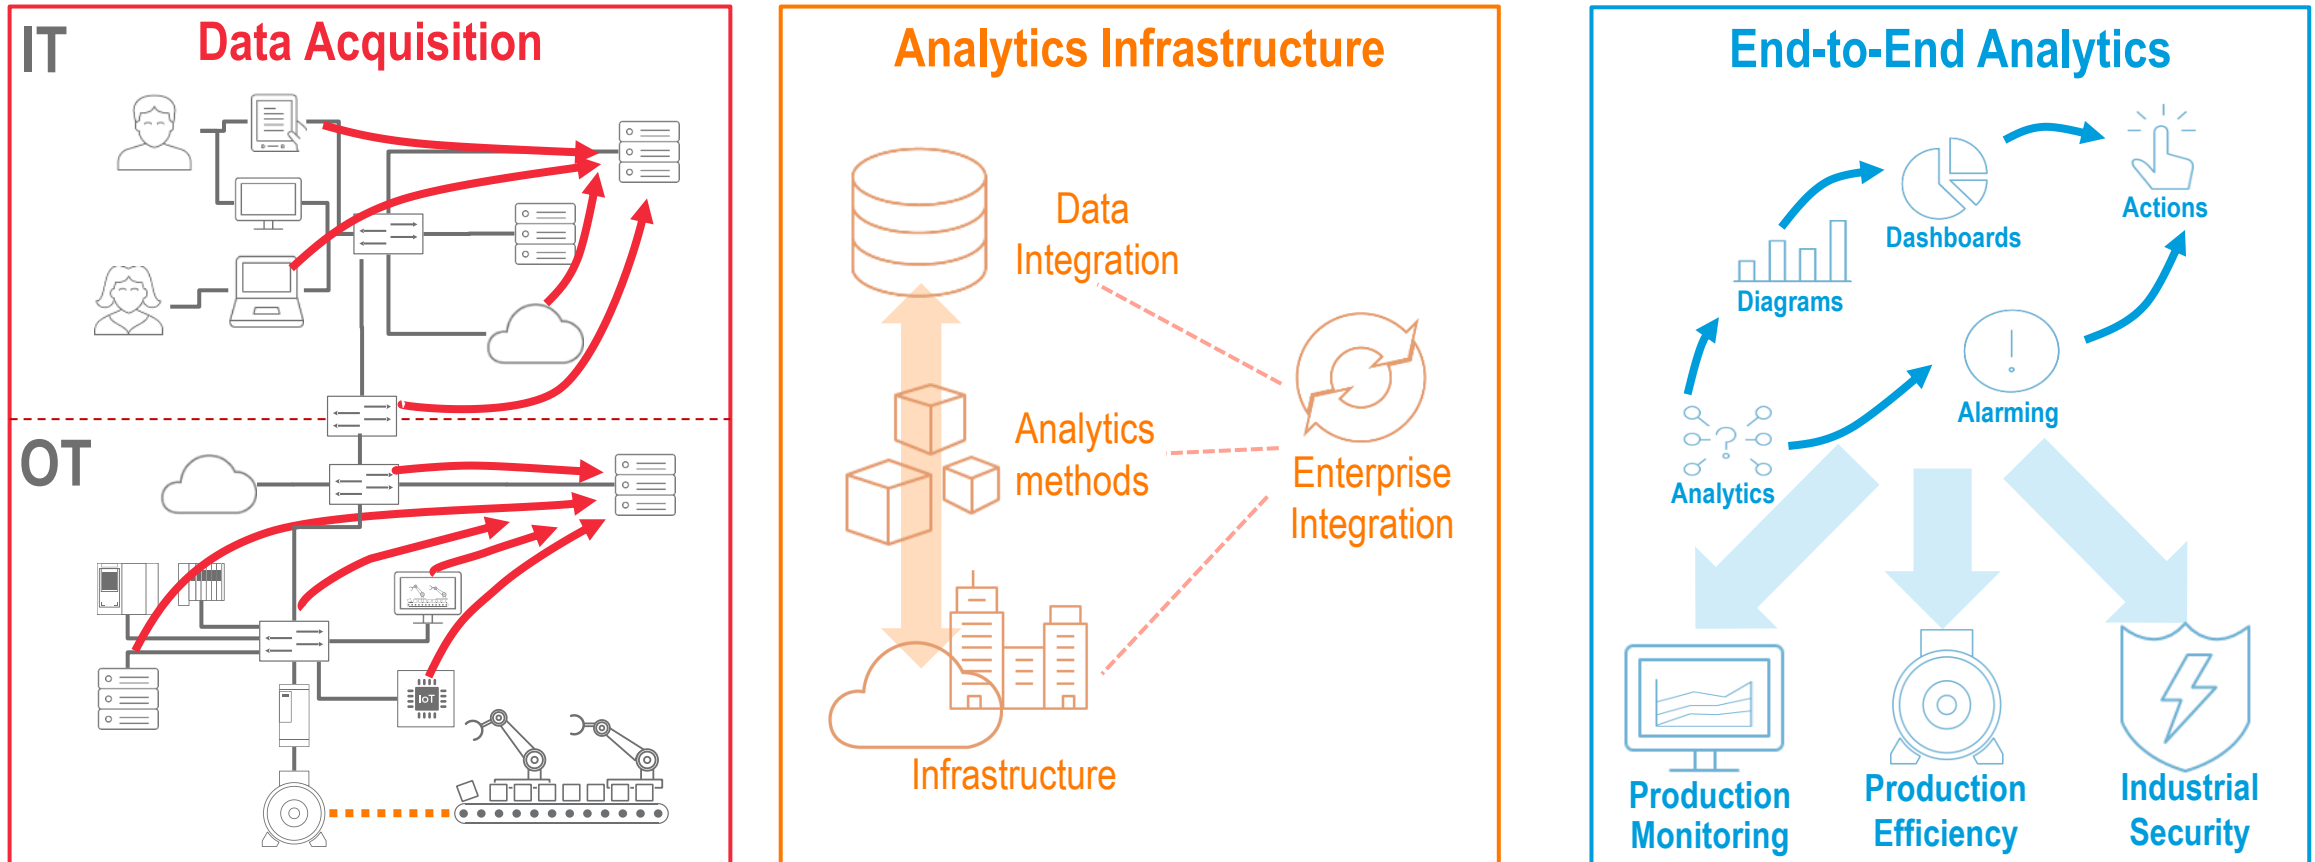 IT
Data Acquisition
OT
IoT
Analytics Infrastructure
Data
Integration
Analytics
methods
Enterprise
Integration
Infrastructure
End-to-End Analytics
Actions
Dashboards
Diagrams
!
Alarming
?
Analytics
Production
Monitoring
Production
Efficiency
Industrial
Security